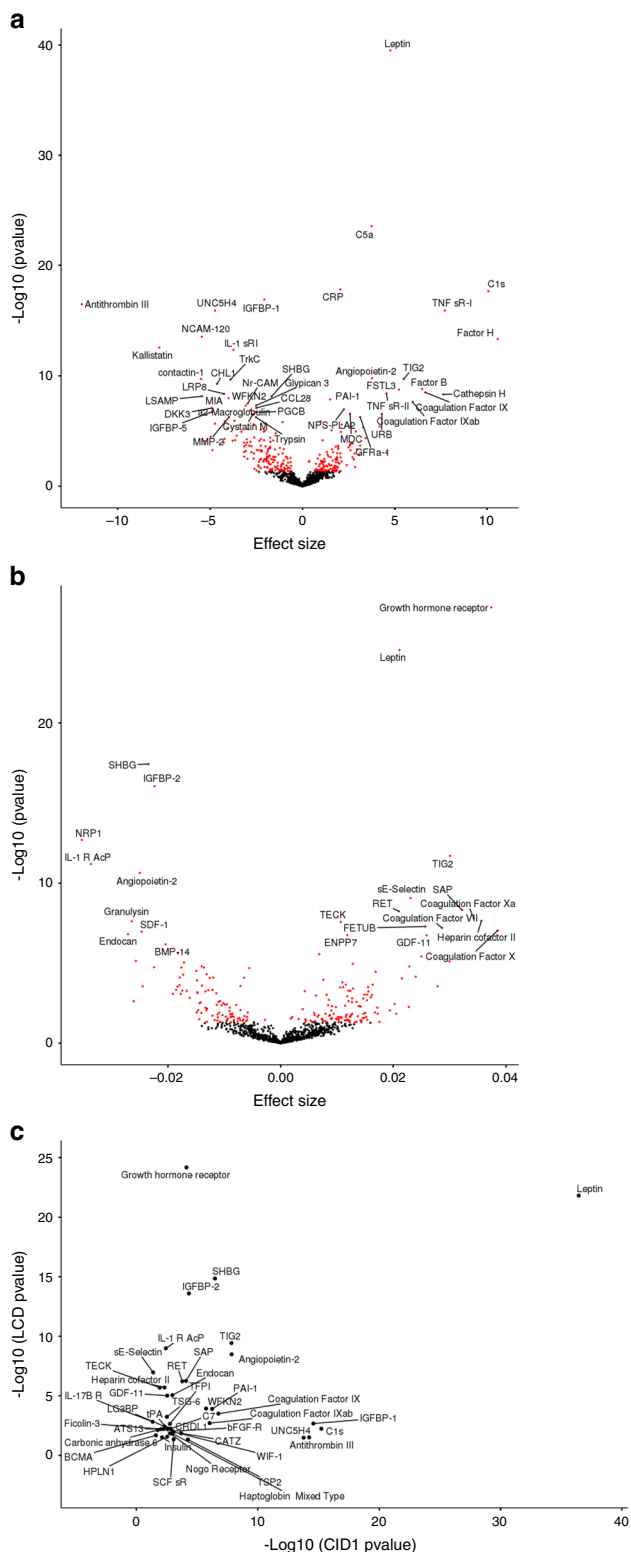 a
40
30
20
10
0
-Log10 (pvalue)
Leptin
C5a
CRP
C1s
Antithrombin III
UNC5H4
IGFBP-1
TNF sR-I
NCAM-120
Factor H
Kallistatin
IL-1 sRI
TrkC
contactin-1
CHL1
SHBG
Angiopoietin-2
TIG2
LRP8
Nr-CAM
Glypican 3
FSTL3
Factor B
LSAMP
MIA
WFKN2
CCL28
PAI-1
Cathepsin H
DKK3
a2 Macroglobulin
PGCB
TNF sR-II
Coagulation Factor IX
IGFBP-5
Cystatin M
NPS-PLA2
Coagulation Factor IXab
MMP-2
Trypsin
MDC
URB
GFRa-1
−10
−5
0
5
10
Effect size
b
20
10
0
-Log10 (pvalue)
Growth hormone receptor
Leptin
SHBG
IGFBP-2
NRP1
IL-1 R AcP
Angiopoietin-2
TIG2
sE-Selectin
SAP
Granulysin
RET
Coagulation Factor Xa
SDF-1
TECK
Coagulation Factor VII
Endocan
FETUB
Heparin cofactor II
BMP-14
ENPP7
GDF-11
Coagulation Factor X
−0.02
0.00
0.02
0.04
Effect size
c
25
20
15
10
5
0
-Log10 (LCD pvalue)
Growth hormone receptor
Leptin
SHBG
IGFBP-2
IL-1 R AcP
TIG2
sE-Selectin
SAP
Angiopoietin-2
TECK
RET
Endocan
Heparin cofactor II
TFPI
PAI-1
IL-17B R
GDF-11
TSG-6
WFKN2
Coagulation Factor IX
LG3BP
C7
Coagulation Factor IXab
IGFBP-1
Ficolin-3
tPA
ATS13
CRDL1
bFGF-R
UNC5H4
C1s
Carbonic anhydrase 6
Insulin
CATZ
Antithrombin III
BCMA
WIF-1
HPLN1
Nogo Receptor
SCF sR
TSP2
Haptoglobin Mixed Type
0
10
20
30
40
-Log10 (CID1 pvalue)